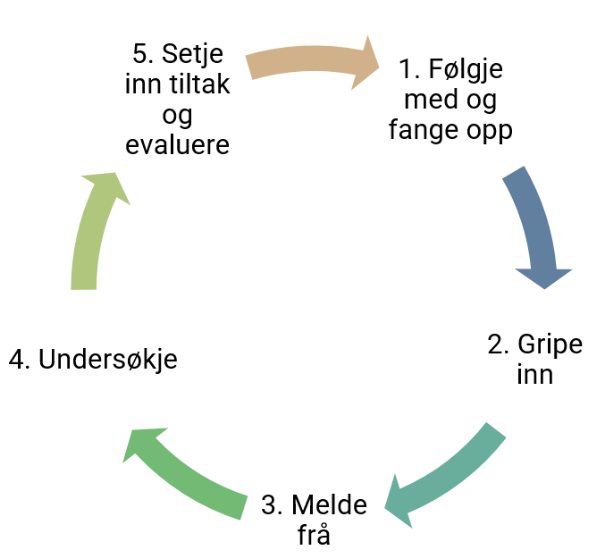 1. Følgje
med og
fange opp
2. Gripe
inn
3. Melde
frå
4. Undersøkje
5. Setje
inn tiltak
og
evaluere